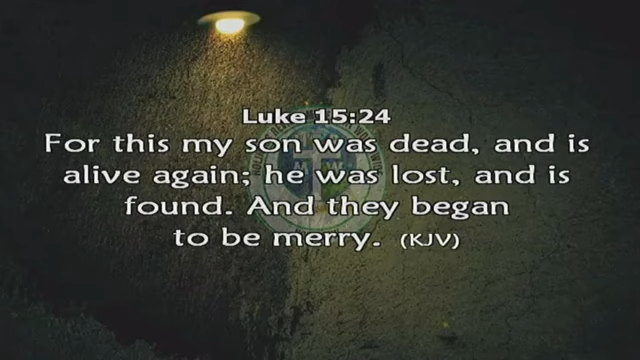 Luke 15:24
For this my son was dead, and is
alive again; he was lost, and is
found. And they began
to be merry. (KJV)